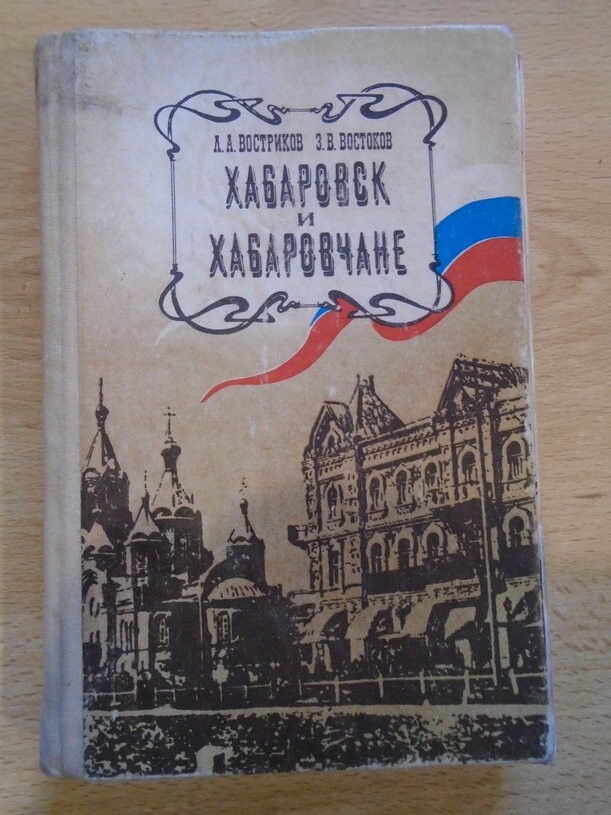 Л. А. ВОСТРИКОВ З. В. ВОСТОКОВ
ХАБАРОВСК
И
ХАБАРОВЧАНЕ